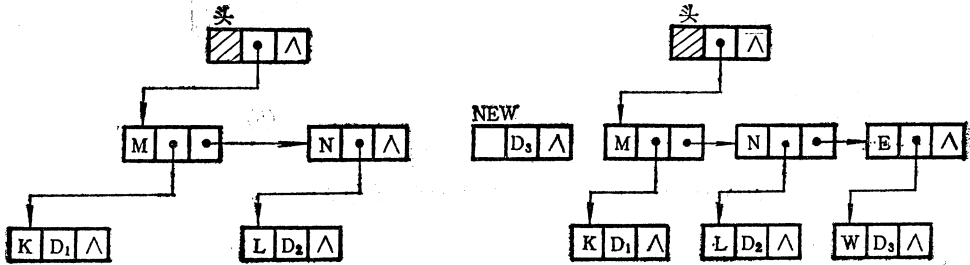 头 头
∧ ∧
NEW
M N ∧ D₃ ∧ M N E ∧
K D₁ ∧ L D₂ ∧ K D₁ ∧ L D₂ ∧ W D₃ ∧